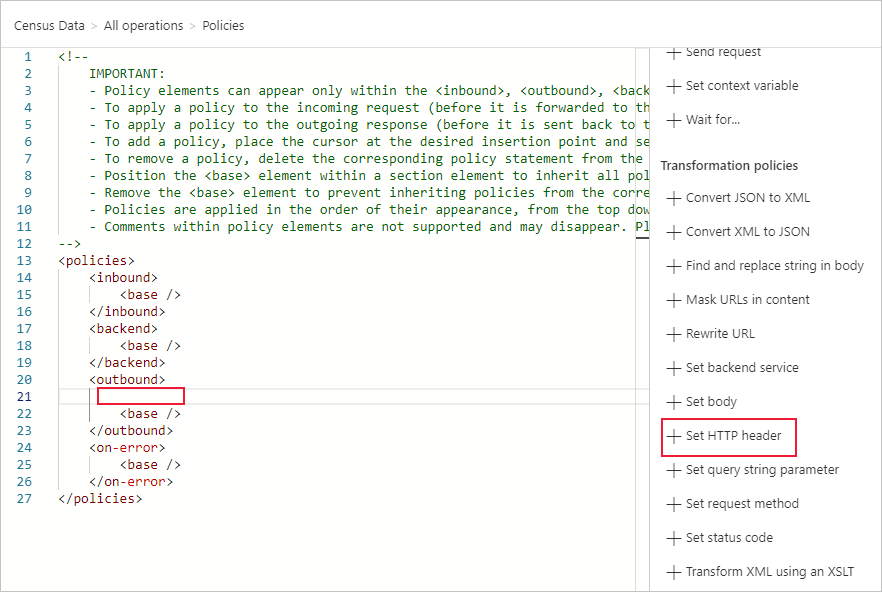 Census Data > All operations > Policies
1 <!--
2 IMPORTANT:
3 - Policy elements can appear only within the <inbound>, <outbound>, <back
4 - To apply a policy to the incoming request (before it is forwarded to th
5 - To apply a policy to the outgoing response (before it is sent back to t
6 - To add a policy, place the cursor at the desired insertion point and se
7 - To remove a policy, delete the corresponding policy statement from the
8 - Position the <base> element within a section element to inherit all pol
9 - Remove the <base> element to prevent inheriting policies from the corre
10 - Policies are applied in the order of their appearance, from the top dow
11 - Comments within policy elements are not supported and may disappear. Pl
12 -->
13 <policies>
14 <inbound>
15 <base />
16 </inbound>
17 <backend>
18 <base />
19 </backend>
20 <outbound>
21
22 <base />
23 </outbound>
24 <on-error>
25 <base />
26 </on-error>
27 </policies>
Send request
Set context variable
Wait for...
Transformation policies
Convert JSON to XML
Convert XML to JSON
Find and replace string in body
Mask URLs in content
Rewrite URL
Set backend service
Set body
Set HTTP header
Set query string parameter
Set request method
Set status code
Transform XML using an XSLT